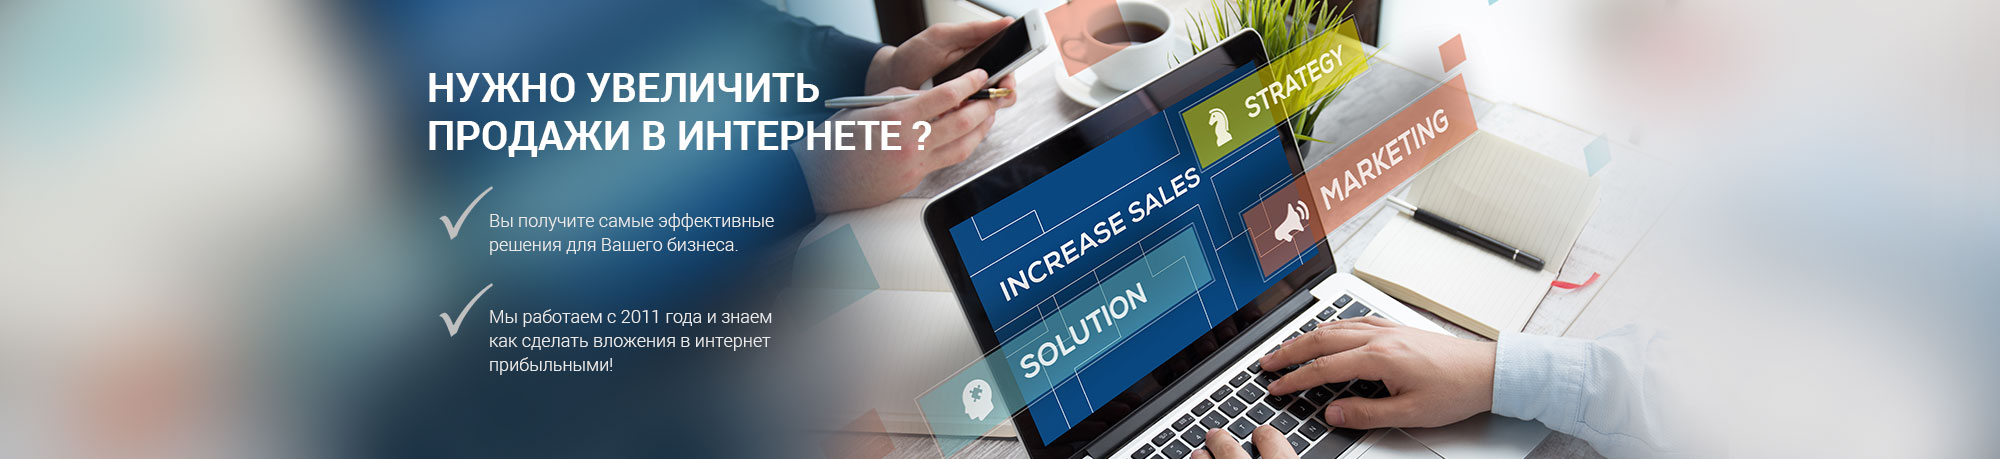 НУЖНО УВЕЛИЧИТЬ
ПРОДАЖИ В ИНТЕРНЕТЕ ?
Вы получите самые эффективные
решения для Вашего бизнеса.
Мы работаем с 2011 года и знаем
как сделать вложения в интернет
прибыльными!
STRATEGY
MARKETING
INCREASE SALES
SOLUTION